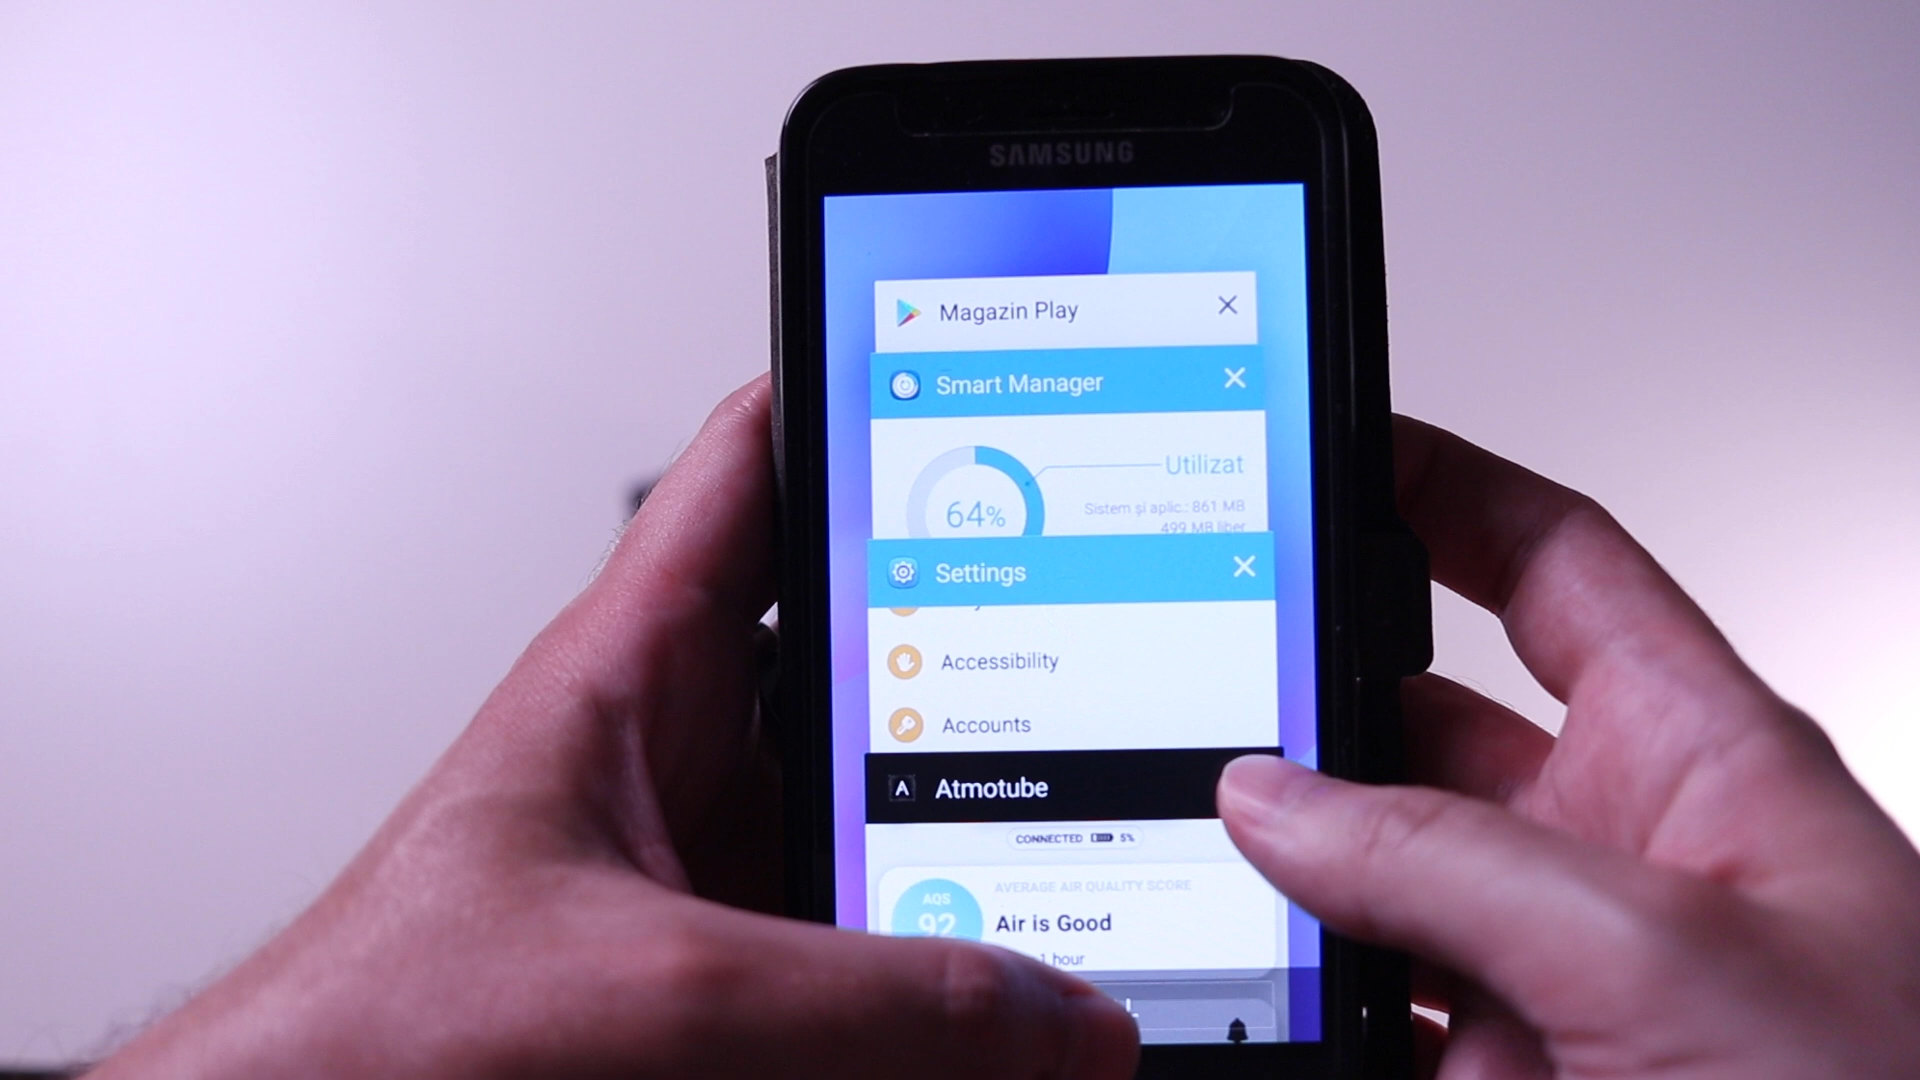 SAMSUNG
Magazin Play
Smart Manager
64%
Utilizat
Sistem și aplic.: 861 MB
499 MB liber
Settings
Accessibility
Accounts
A Atmotube
CONNECTED 5%
AQS
92
AVERAGE AIR QUALITY SCORE
Air is Good
1 hour